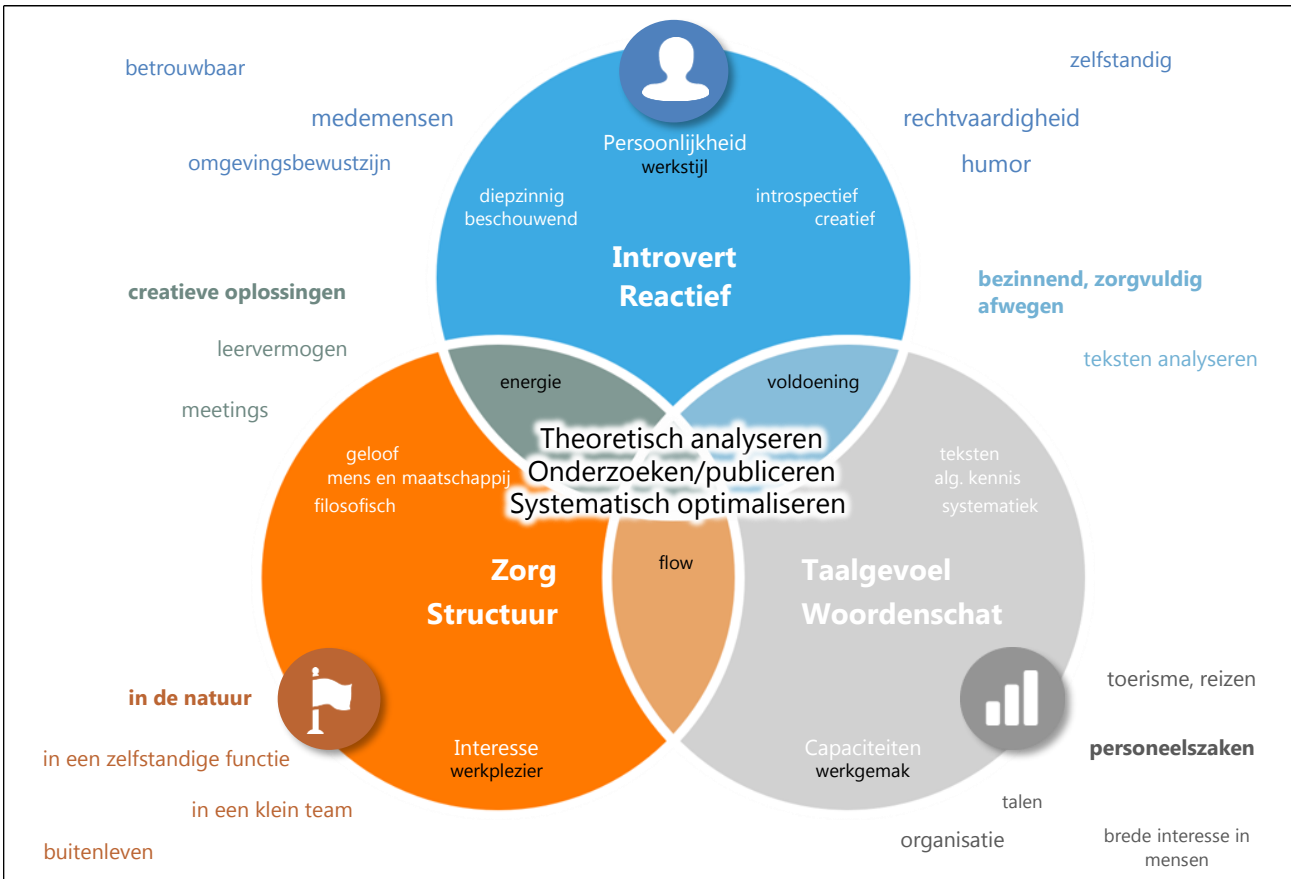 betrouwbaar
zelfstandig
medemensen
rechtvaardigheid
omgevingsbewustzijn
humor
Persoonlijkheid
werkstijl
diepzinnig
beschouwend
introspectief
creatief
Introvert
Reactief
creatieve oplossingen
bezinnend, zorgvuldig
afwegen
leervermogen
teksten analyseren
meetings
energie
voldoening
Theoretisch analyseren
Onderzoeken/publiceren
Systematisch optimaliseren
geloof
mens en maatschappij
filosofisch
teksten
alg. kennis
systematiek
flow
Zorg
Structuur
Taalgevoel
Woordenschat
in de natuur
in een zelfstandige functie
in een klein team
buitenleven
Interesse
werkplezier
Capaciteiten
werkgemak
toerisme, reizen
personeelszaken
talen
organisatie
brede interesse in
mensen